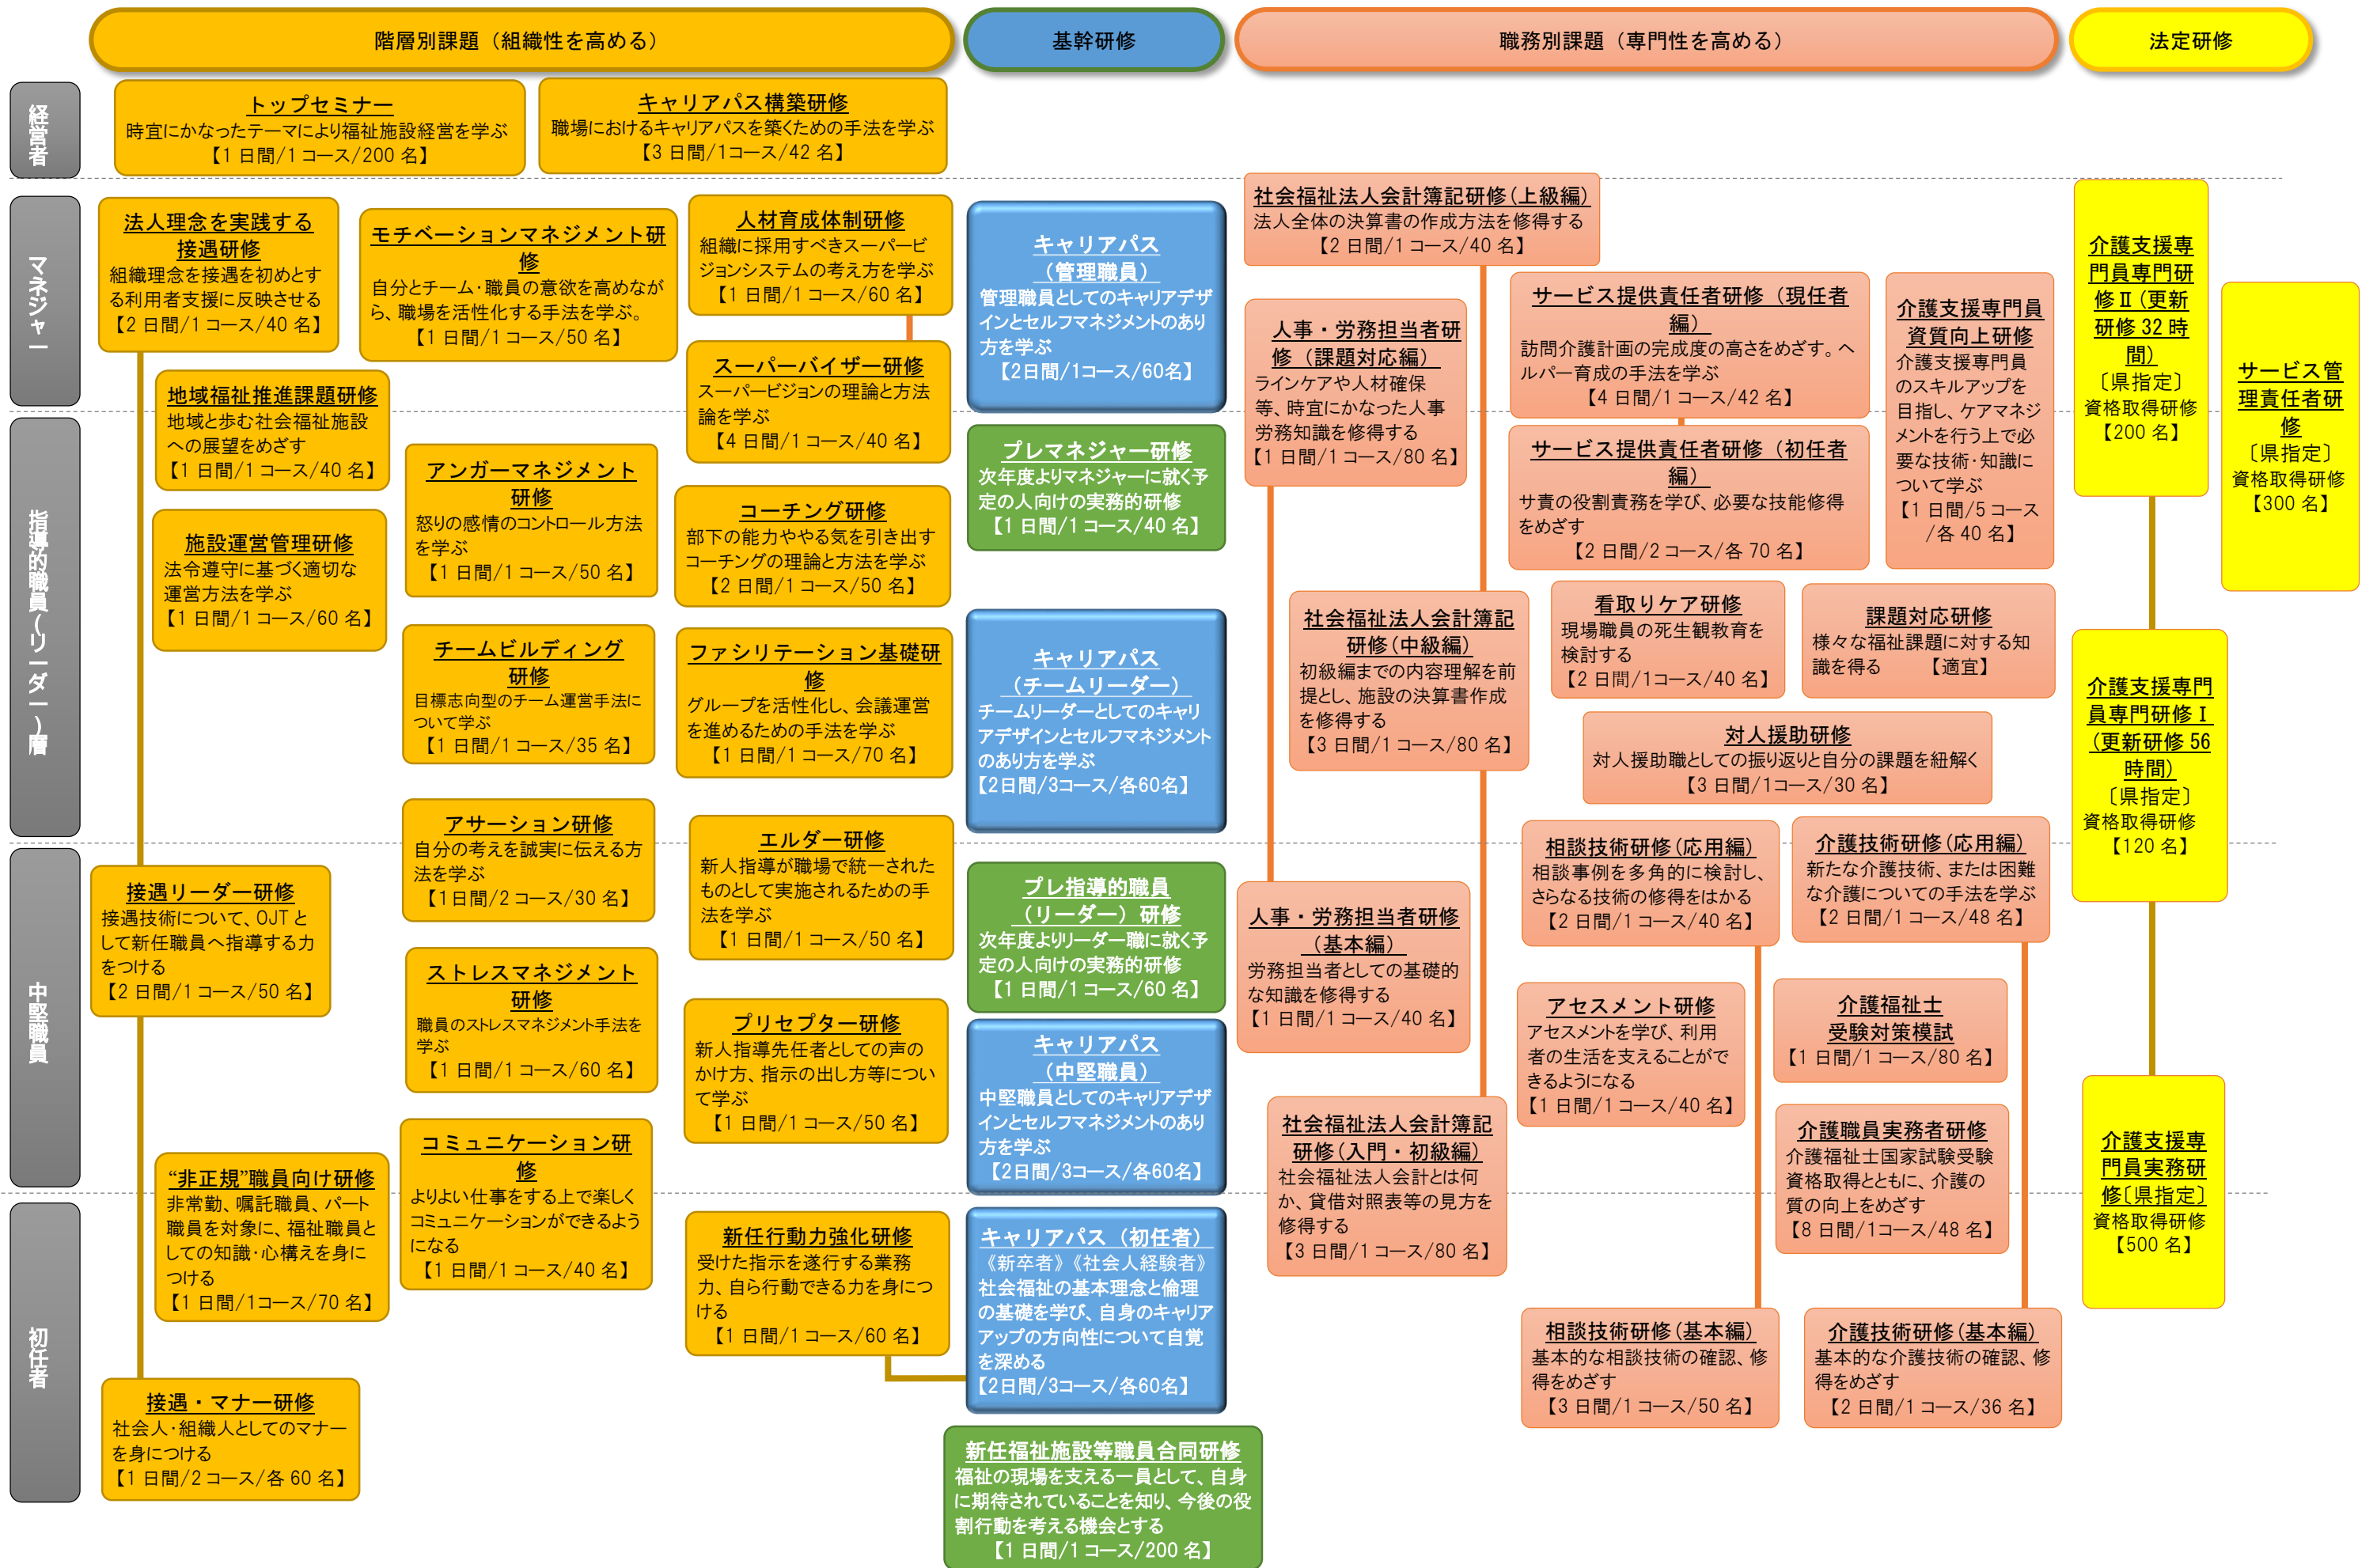 階層別課題（組織性を高める）
基幹研修
職務別課題（専門性を高める）
法定研修
経営者
トップセミナー
時宜にかなったテーマにより福祉施設経営を学ぶ
【1 日間/1 コース/200 名】
キャリアパス構築研修
職場におけるキャリアパスを築くための手法を学ぶ
【3 日間/1コース/42 名】
マネジャー
法人理念を実践する
接遇研修
組織理念を接遇を初めとす
る利用者支援に反映させる
【2 日間/1 コース/40 名】
モチベーションマネジメント研
修
自分とチーム・職員の意欲を高めなが
ら、職場を活性化する手法を学ぶ。
【1 日間/1 コース/50 名】
人材育成体制研修
組織に採用すべきスーパービ
ジョンシステムの考え方を学ぶ
【1 日間/1 コース/60 名】
スーパーバイザー研修
スーパービジョンの理論と方法
論を学ぶ
【4 日間/1 コース/40 名】
地域福祉推進課題研修
地域と歩む社会福祉施設
への展望をめざす
【1 日間/1 コース/40 名】
キャリアパス
（管理職員）
管理職員としてのキャリアデザ
インとセルフマネジメントのあり
方を学ぶ
【2日間/1コース/60名】
社会福祉法人会計簿記研修（上級編）
法人全体の決算書の作成方法を修得する
【2 日間/1 コース/40 名】
人事・労務担当者研
修（課題対応編）
ラインケアや人材確保
等、時宜にかなった人事
労務知識を修得する
【1 日間/1 コース/80 名】
サービス提供責任者研修（現任者
編）
訪問介護計画の完成度の高さをめざす。ヘ
ルパー育成の手法を学ぶ
【4 日間/1 コース/42 名】
介護支援専門員
資質向上研修
介護支援専門員
のスキルアップを
目指し、ケアマネジ
メントを行う上で必
要な技術・知識に
ついて学ぶ
【1 日間/5 コース
/各 40 名】
介護支援専
門員専門研
修Ⅱ（更新
研修 32 時
間）
〔県指定〕
資格取得研修
【200 名】
サービス管
理責任者研
修
〔県指定〕
資格取得研修
【300 名】
指導的職員（リーダー）層
施設運営管理研修
法令遵守に基づく適切な
運営方法を学ぶ
【1 日間/1 コース/60 名】
アンガーマネジメント
研修
怒りの感情のコントロール方法
を学ぶ
【1 日間/1 コース/50 名】
コーチング研修
部下の能力ややる気を引き出す
コーチングの理論と方法を学ぶ
【2 日間/1 コース/50 名】
チームビルディング
研修
目標志向型のチーム運営手法に
ついて学ぶ
【1 日間/1 コース/35 名】
ファシリテーション基礎研
修
グループを活性化し、会議運営
を進めるための手法を学ぶ
【1 日間/1 コース/70 名】
プレマネジャー研修
次年度よりマネジャーに就く予
定の人向けの実務的研修
【1 日間/1 コース/40 名】
キャリアパス
（チームリーダー）
チームリーダーとしてのキャリ
アデザインとセルフマネジメント
のあり方を学ぶ
【2日間/3コース/各60名】
サービス提供責任者研修（初任者
編）
サ責の役割責務を学び、必要な技能修得
をめざす
【2 日間/2 コース/各 70 名】
社会福祉法人会計簿記
研修（中級編）
初級編までの内容理解を前
提とし、施設の決算書作成
を修得する
【3 日間/1 コース/80 名】
看取りケア研修
現場職員の死生観教育を
検討する
【2 日間/1コース/40 名】
課題対応研修
様々な福祉課題に対する知
識を得る 【適宜】
対人援助研修
対人援助職としての振り返りと自分の課題を紐解く
【3 日間/1コース/30 名】
介護支援専門
員専門研修Ⅰ
（更新研修 56
時間）
〔県指定〕
資格取得研修
【120 名】
中堅職員
接遇リーダー研修
接遇技術について、OJT と
して新任職員へ指導する力
をつける
【2 日間/1 コース/50 名】
アサーション研修
自分の考えを誠実に伝える方
法を学ぶ
【1日間/2 コース/30 名】
エルダー研修
新人指導が職場で統一された
ものとして実施されるための手
法を学ぶ
【1 日間/1 コース/50 名】
ストレスマネジメント
研修
職員のストレスマネジメント手法を
学ぶ
【1 日間/1 コース/60 名】
プリセプター研修
新人指導先任者としての声の
かけ方、指示の出し方等につい
て学ぶ
【1 日間/1 コース/50 名】
プレ指導的職員
（リーダー）研修
次年度よりリーダー職に就く予
定の人向けの実務的研修
【1 日間/1 コース/60 名】
キャリアパス
（中堅職員）
中堅職員としてのキャリアデザ
インとセルフマネジメントのあり
方を学ぶ
【2日間/3コース/各60名】
人事・労務担当者研修
（基本編）
労務担当者としての基礎的
な知識を修得する
【1 日間/1 コース/40 名】
相談技術研修（応用編）
相談事例を多角的に検討し、
さらなる技術の修得をはかる
【2 日間/1 コース/40 名】
介護技術研修（応用編）
新たな介護技術、または困難
な介護についての手法を学ぶ
【2 日間/1 コース/48 名】
アセスメント研修
アセスメントを学び、利用
者の生活を支えることがで
きるようになる
【1 日間/1 コース/40 名】
介護福祉士
受験対策模試
【1 日間/1 コース/80 名】
介護職員実務者研修
介護福祉士国家試験受験
資格取得とともに、介護の
質の向上をめざす
【8 日間/1コース/48 名】
社会福祉法人会計簿記
研修（入門・初級編）
社会福祉法人会計とは何
か、貸借対照表等の見方を
修得する
【3 日間/1 コース/80 名】
介護支援専
門員実務研
修〔県指定〕
資格取得研修
【500 名】
初任者
“非正規”職員向け研修
非常勤、嘱託職員、パート
職員を対象に、福祉職員と
しての知識・心構えを身に
つける
【1 日間/1コース/70 名】
コミュニケーション研
修
よりよい仕事をする上で楽しく
コミュニケーションができるよう
になる
【1 日間/1 コース/40 名】
新任行動力強化研修
受けた指示を遂行する業務
力、自ら行動できる力を身につ
ける
【1 日間/1 コース/60 名】
キャリアパス（初任者）
《新卒者》《社会人経験者》
社会福祉の基本理念と倫理
の基礎を学び、自身のキャリア
アップの方向性について自覚
を深める
【2日間/3コース/各60名】
相談技術研修（基本編）
基本的な相談技術の確認、修
得をめざす
【3 日間/1 コース/50 名】
介護技術研修（基本編）
基本的な介護技術の確認、修
得をめざす
【2 日間/1 コース/36 名】
接遇・マナー研修
社会人・組織人としてのマナー
を身につける
【1 日間/2 コース/各 60 名】
新任福祉施設等職員合同研修
福祉の現場を支える一員として、自身
に期待されていることを知り、今後の役
割行動を考える機会とする
【1 日間/1 コース/200 名】